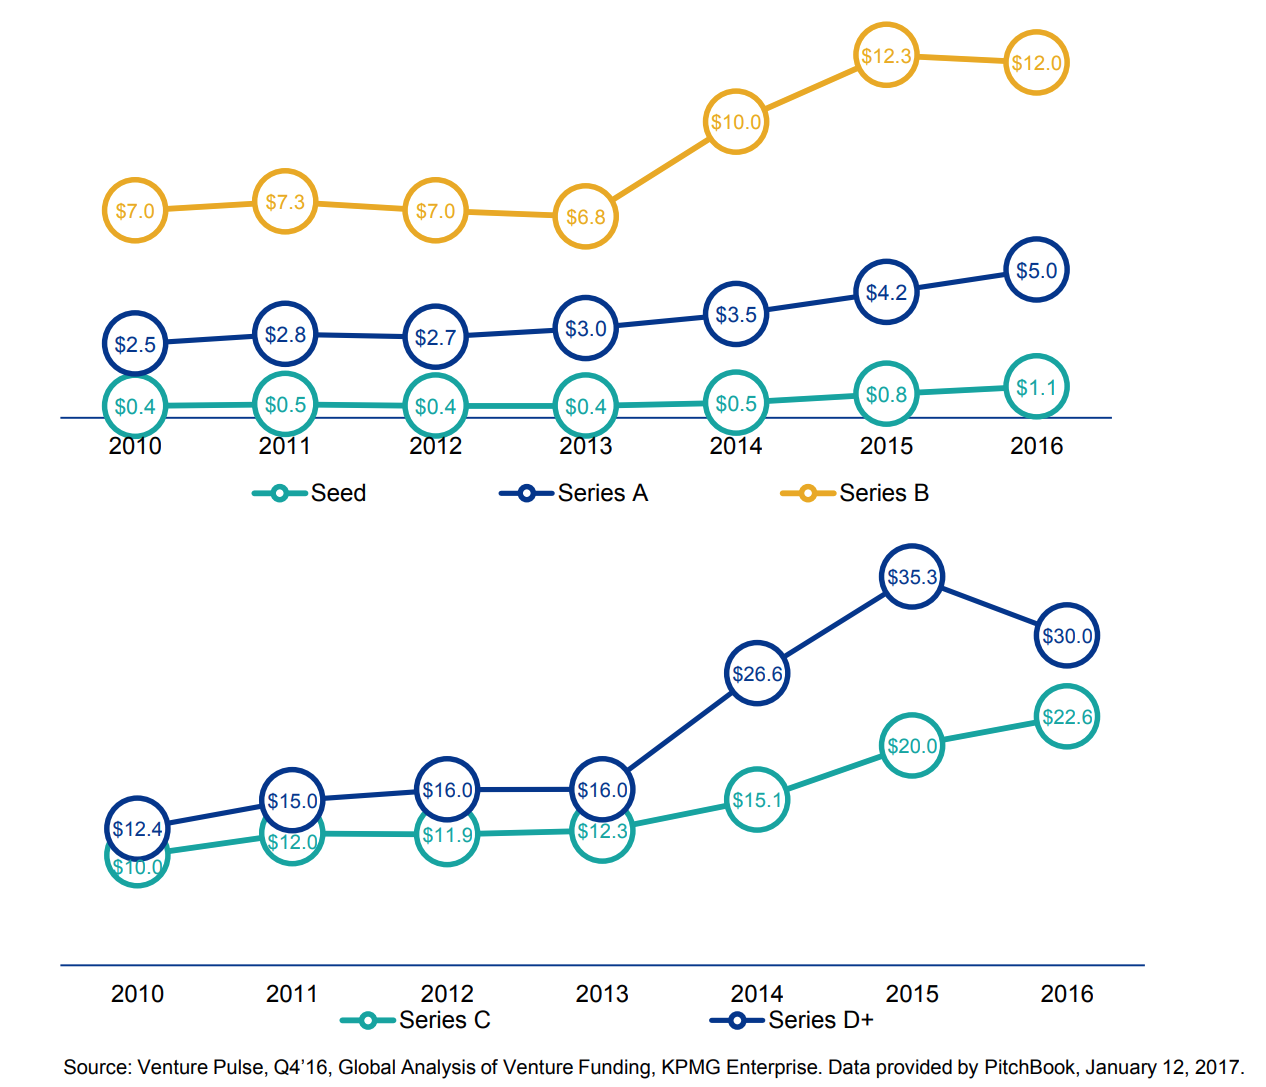 $12.3
$12.0
$10.0
$7.0 $7.3 $7.0 $6.8
$5.0
$4.2
$3.5
$3.0
$2.5 $2.8 $2.7
$0.4 $0.5 $0.4 $0.4 $0.5 $0.8 $1.1
2010 2011 2012 2013 2014 2015 2016
Seed Series A Series B
$35.3
$30.0
$26.6
$22.6
$20.0
$12.4 $15.0 $16.0 $16.0 $15.1
$10.0 $12.0 $11.9 $12.3
2010 2011 2012 2013 2014 2015 2016
Series C Series D+
Source: Venture Pulse, Q4’16, Global Analysis of Venture Funding, KPMG Enterprise. Data provided by PitchBook, January 12, 2017.